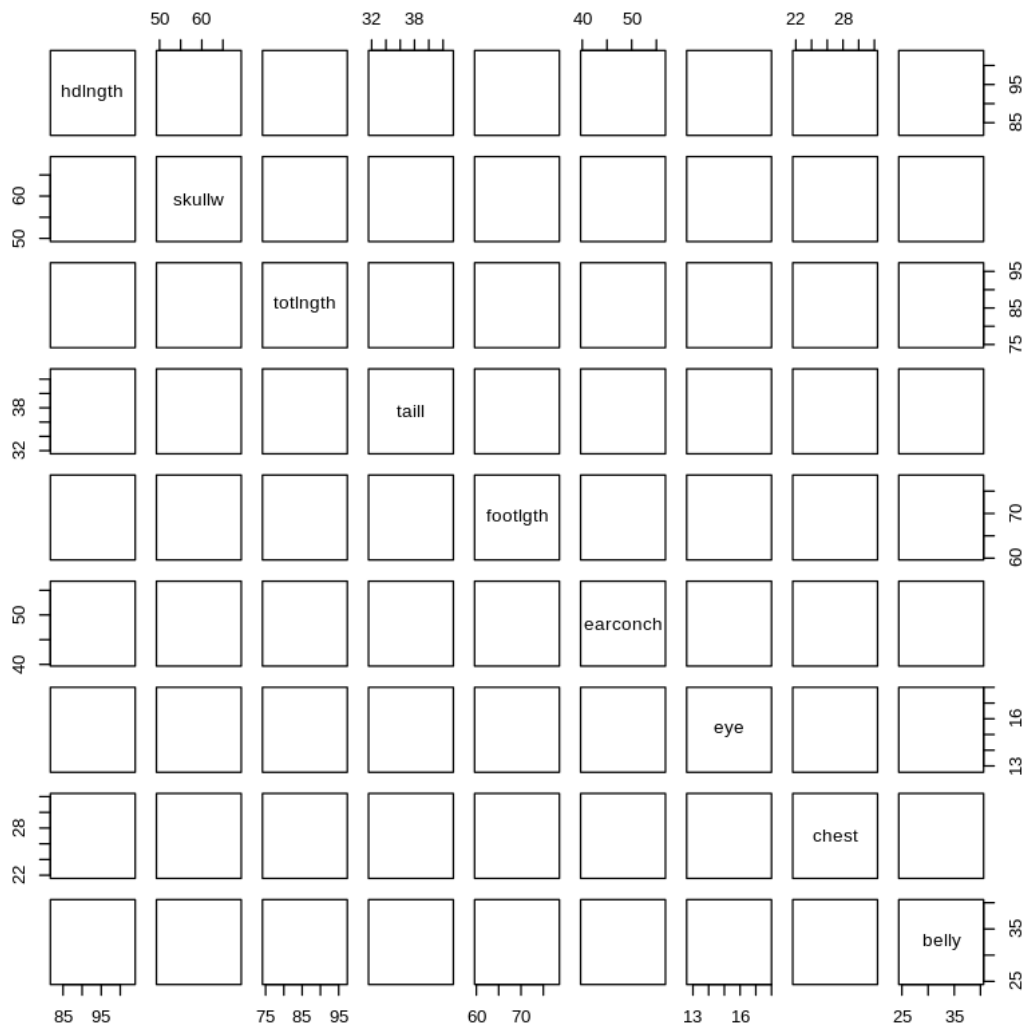 50 60 32 38 40 50 22 28
hdlngth 95 85
60 50 skullw
totlngth 95 85 75
38 32 taill
footlgth 70 60
50 40 earconch
eye 16 13
28 22 chest
belly 35 25
85 95 75 85 95 60 70 13 16 25 35